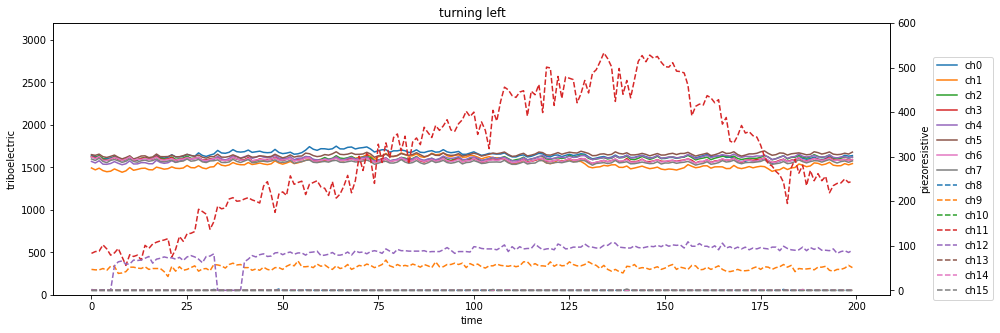 turning left
3000
2500
2000
1500
1000
500
0
triboelectric
0
25
50
75
100
125
150
175
200
time
600
500
400
300
200
100
0
piezoresistive
ch0
ch1
ch2
ch3
ch4
ch5
ch6
ch7
ch8
ch9
ch10
ch11
ch12
ch13
ch14
ch15